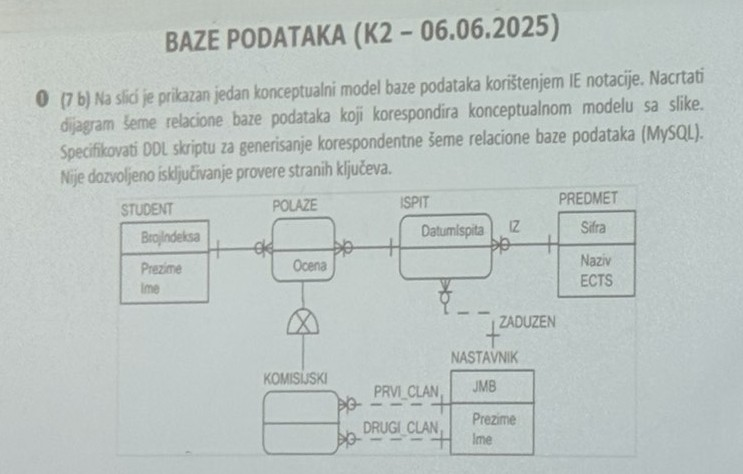 BAZE PODATAKA (K2 – 06.06.2025)
1 (7 b) Na slici je prikazan jedan konceptualni model baze podataka korištenjem IE notacije. Nacrtati
dijagram šeme relacione baze podataka koji korespondira konceptualnom modelu sa slike.
Specifikovati DDL skriptu za generisanje korespondentne šeme relacione baze podataka (MySQL).
Nije dozvoljeno isključivanje provere stranih ključeva.
STUDENT
POLAZE
ISPIT
PREDMET
BrojIndeksa
DatumIspita
IZ
Sifra
Prezime
Ime
Ocena
Naziv
ECTS
ZADUZEN
NASTAVNIK
KOMISIJSKI
PRVI_CLAN
JMB
DRUGI_CLAN
Prezime
Ime